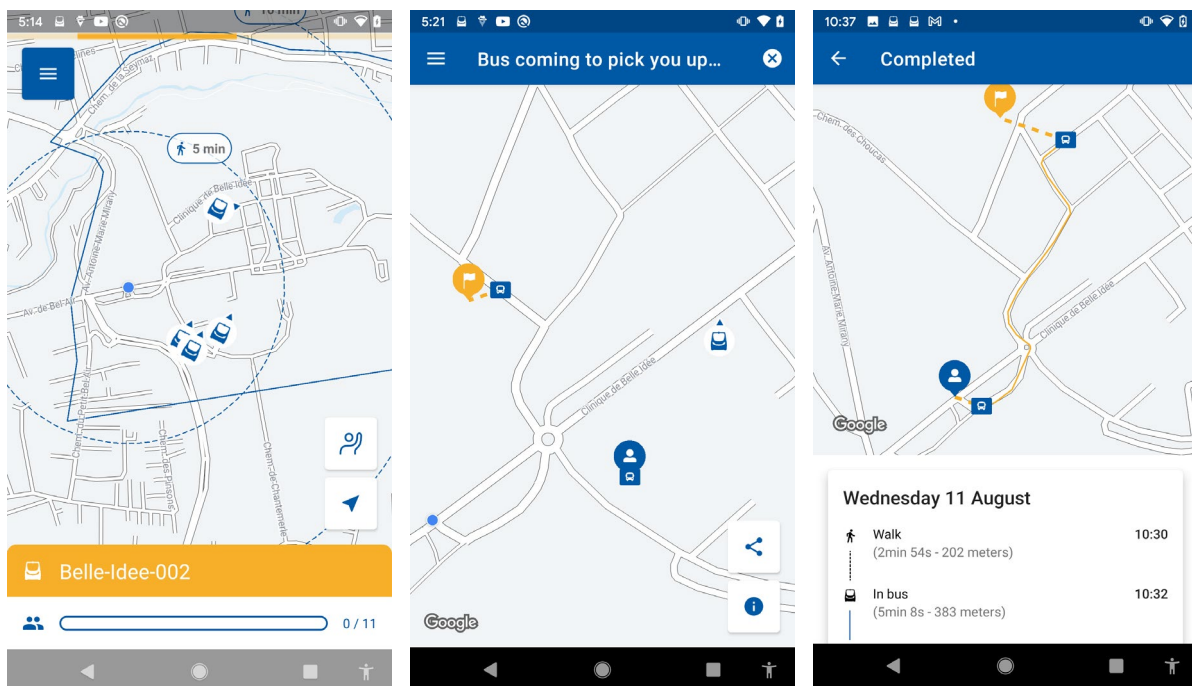 5:14
10 min
Chem. de la Seymaz
5 min
Clinique de Belle Idée
Av. Antoine-Marie Mirany
Av. de Bel-Air
Chem. du Petit-Bel-Air
Chem. des Pinsons
Chem. de Chantemerle
Belle-Idee-002
0 / 11
5:21
Bus coming to pick you up...
Clinique de Belle Idée
Google
10:37
Completed
Chem. des Choucas
Av. Antoine-Marie Mirany
Clinique de Belle Idée
Google
Wednesday 11 August
Walk 10:30
(2min 54s - 202 meters)
In bus 10:32
(5min 8s - 383 meters)